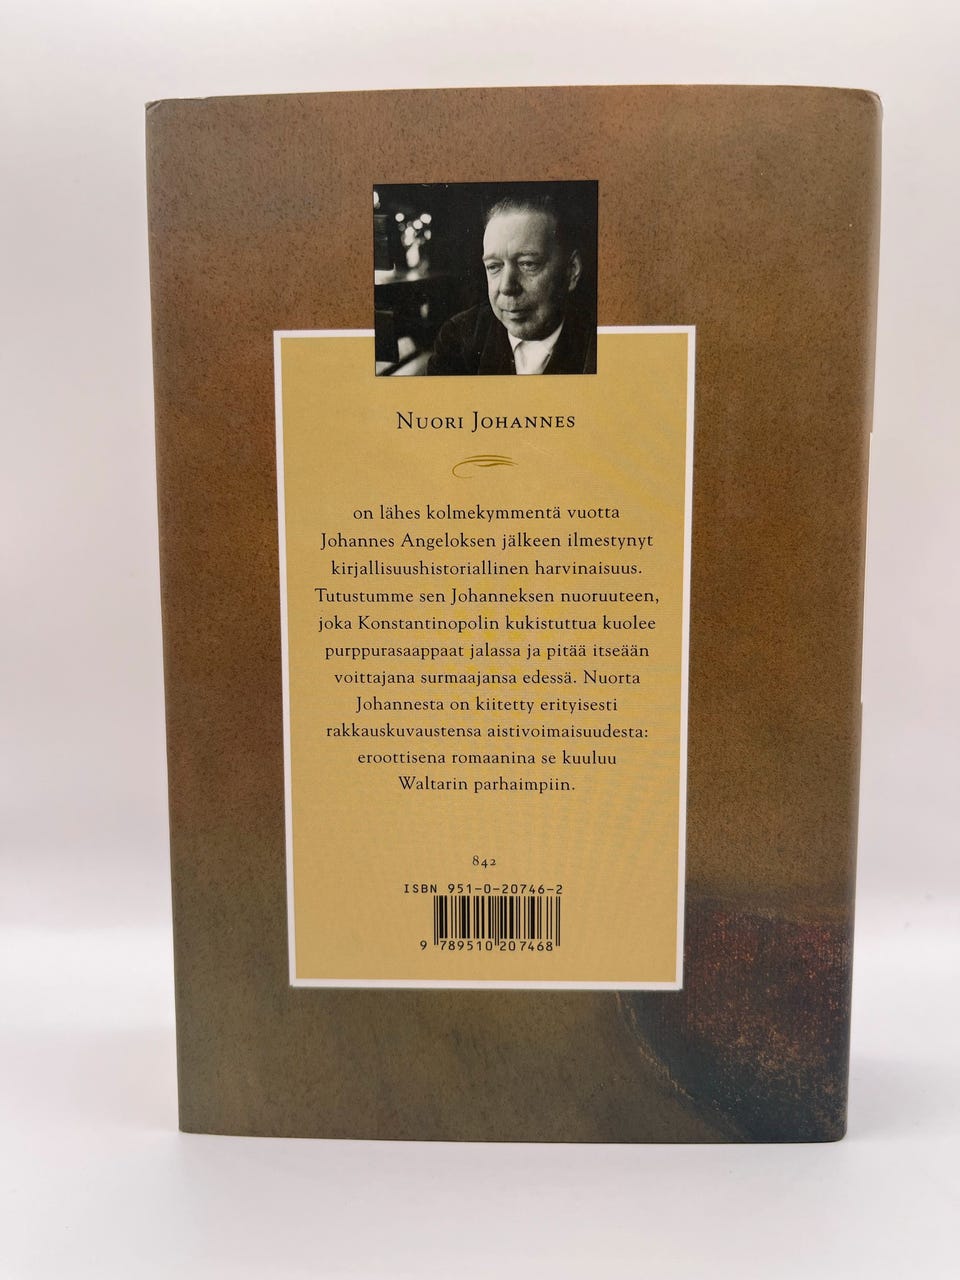 Nuori Johannes
on lähes kolmekymmentä vuotta
Johannes Angeloksen jälkeen ilmestynyt
kirjallisuushistoriallinen harvinaisuus.
Tutustumme sen Johanneksen nuoruuteen,
joka Konstantinopolin kukistuttua kuolee
purppurasaappaat jalassa ja pitää itseään
voittajana surmaajansa edessä. Nuorta
Johannesta on kiitetty erityisesti
rakkauskuvaustensa aistivoimaisuudesta:
eroottisena romaanina se kuuluu
Waltarin parhaimpiin.
842
ISBN 951-0-20746-2
9 789510 207468